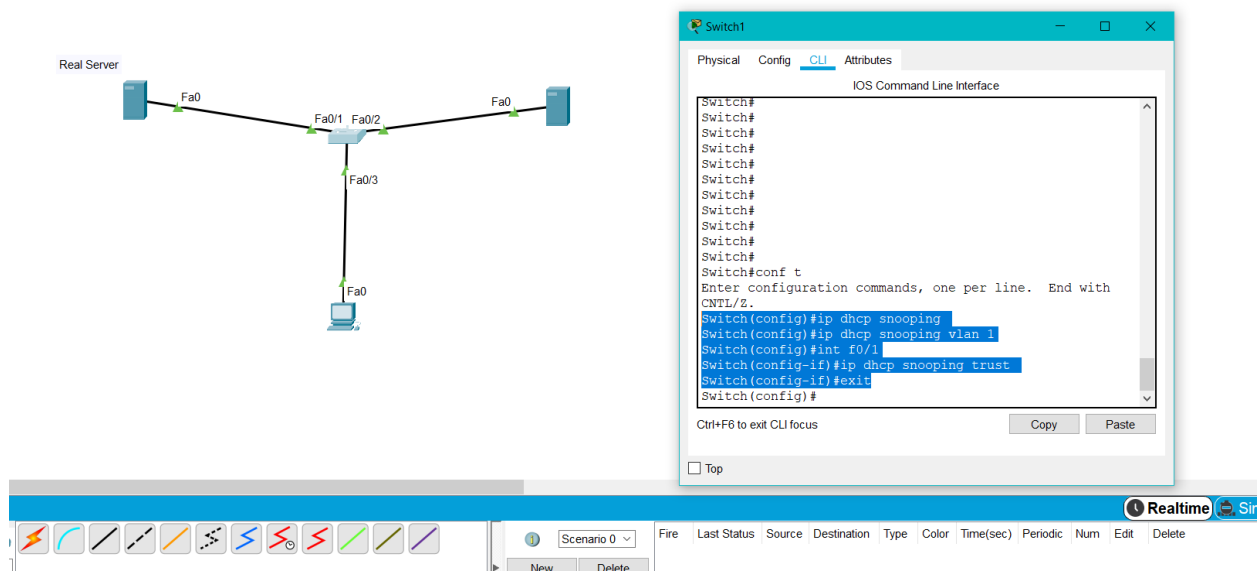 Real Server
Fa0
Fa0/1 Fa0/2
Fa0
Fa0/3
Fa0
Switch1
Physical Config CLI Attributes
IOS Command Line Interface
Switch#
Switch#
Switch#
Switch#
Switch#
Switch#
Switch#
Switch#
Switch#
Switch#
Switch#
Switch#conf t
Enter configuration commands, one per line. End with
CNTL/Z.
Switch(config)#ip dhcp snooping
Switch(config)#ip dhcp snooping vlan 1
Switch(config)#int f0/1
Switch(config-if)#ip dhcp snooping trust
Switch(config-if)#exit
Switch(config)#
Ctrl+F6 to exit CLI focus
Copy Paste
Top
Realtime
Scenario 0
New Delete
Fire Last Status Source Destination Type Color Time(sec) Periodic Num Edit Delete